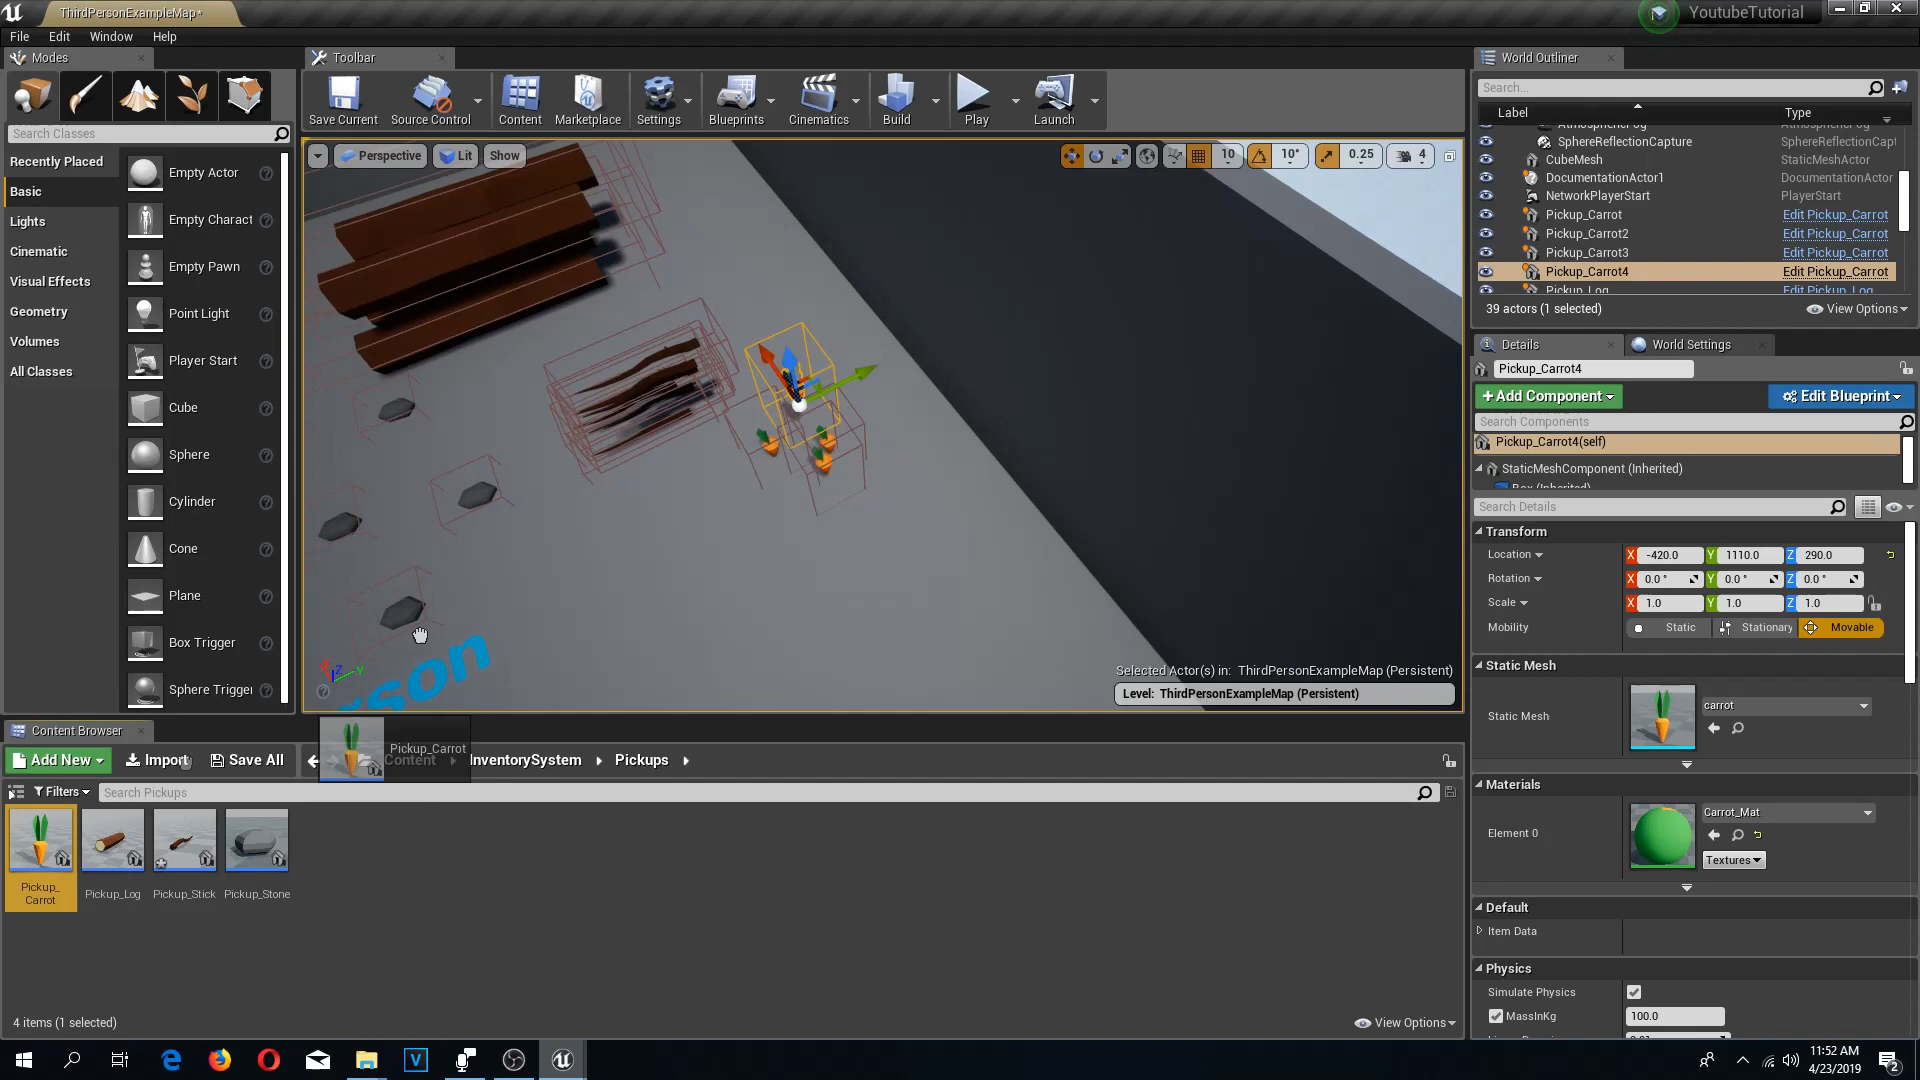 ThirdPersonExampleMap*
YoutubeTutorial
File Edit Window Help
Modes
Toolbar
World Outliner
Save Current
Source Control
Content
Marketplace
Settings
Blueprints
Cinematics
Build
Play
Launch
Search...
Label Type
Search Classes
Recently Placed
Basic
Lights
Cinematic
Visual Effects
Geometry
Volumes
All Classes
Empty Actor
Empty Charact
Empty Pawn
Point Light
Player Start
Cube
Sphere
Cylinder
Cone
Plane
Box Trigger
Sphere Trigger
Perspective Lit Show
10 10° 0.25 4
AtmosphericFog AtmosphericFog
SphereReflectionCapture SphereReflectionCapt
CubeMesh StaticMeshActor
DocumentationActor1 DocumentationActor
NetworkPlayerStart PlayerStart
Pickup_Carrot Edit Pickup_Carrot
Pickup_Carrot2 Edit Pickup_Carrot
Pickup_Carrot3 Edit Pickup_Carrot
Pickup_Carrot4 Edit Pickup_Carrot
Pickup_Log Edit Pickup_Log
39 actors (1 selected)
View Options
Details
World Settings
Pickup_Carrot4
+Add Component
Edit Blueprint
Search Components
Pickup_Carrot4(self)
StaticMeshComponent (Inherited)
Box (Inherited)
Search Details
Transform
Location X -420.0 Y 1110.0 Z 290.0
Rotation X 0.0 ° Y 0.0 ° Z 0.0 °
Scale X 1.0 Y 1.0 Z 1.0
Mobility Static Stationary Movable
Static Mesh
Static Mesh carrot
Materials
Element 0 Carrot_Mat
Textures
Default
Item Data
Physics
Simulate Physics
MassInKg 100.0
X Z Y
son
Selected Actor(s) in: ThirdPersonExampleMap (Persistent)
Level: ThirdPersonExampleMap (Persistent)
Content Browser
Add New Import Save All
Pickup_Carrot
Content InventorySystem Pickups
Filters Search Pickups
Pickup_
Carrot
Pickup_Log
Pickup_Stick
Pickup_Stone
4 items (1 selected)
View Options
11:52 AM
4/23/2019
2